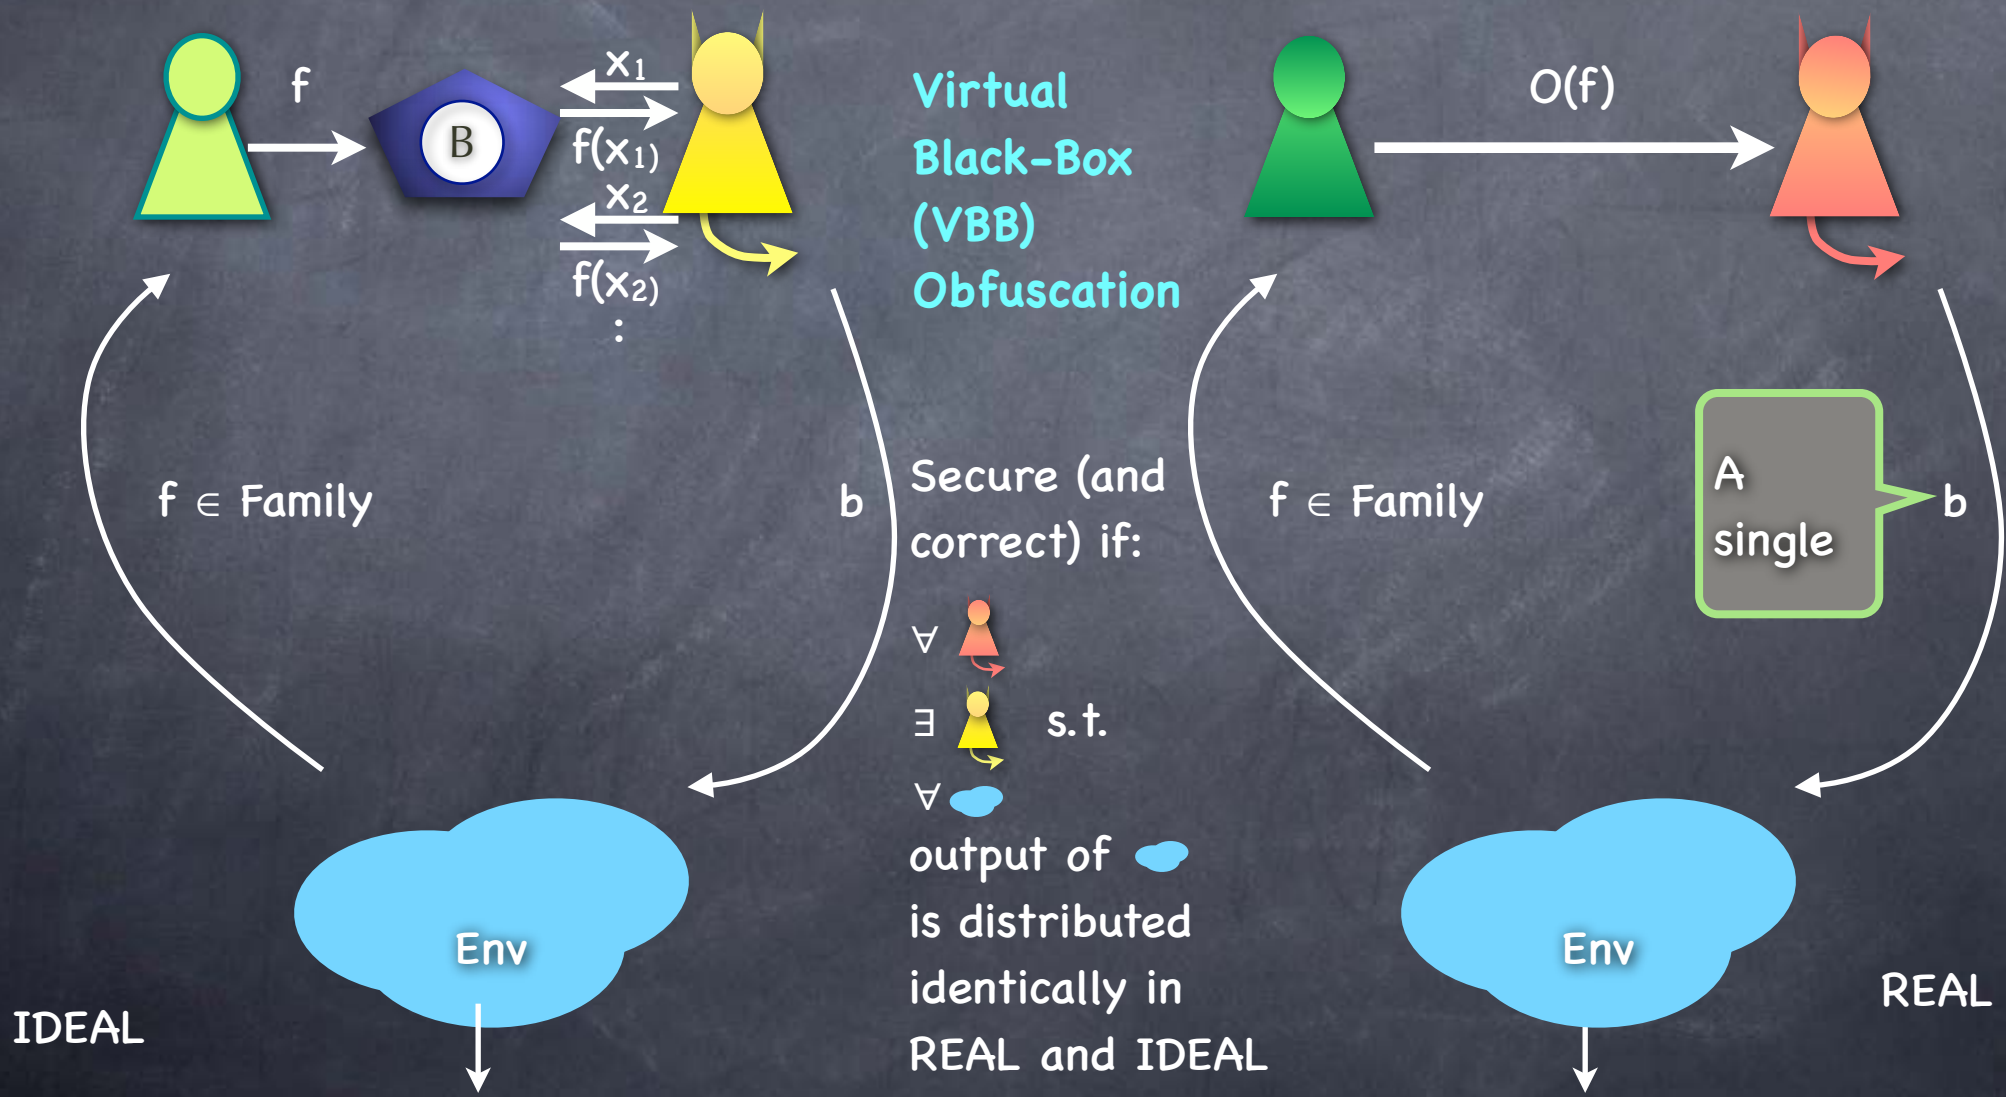 f
B
x₁
f(x₁)
x₂
f(x₂)
:
f ∈ Family
b
Env
IDEAL
Virtual
Black-Box
(VBB)
Obfuscation
Secure (and
correct) if:
∀
∃ s.t.
∀
output of
is distributed
identically in
REAL and IDEAL
O(f)
f ∈ Family
A
single
b
Env
REAL